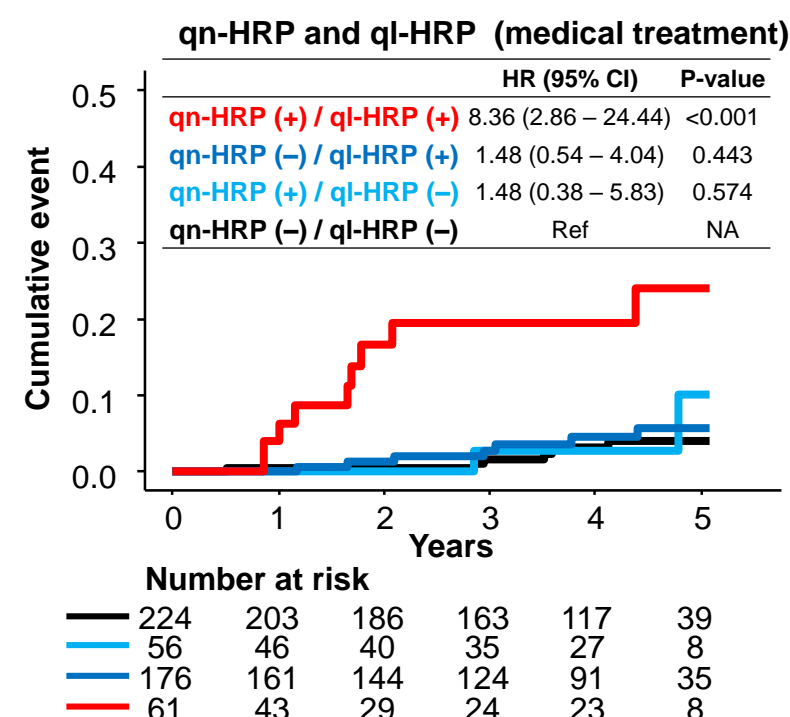 qn-HRP and ql-HRP (medical treatment)
HR (95% CI) P-value
qn-HRP (+) / ql-HRP (+) 8.36 (2.86 – 24.44) <0.001
qn-HRP (–) / ql-HRP (+) 1.48 (0.54 – 4.04) 0.443
qn-HRP (+) / ql-HRP (–) 1.48 (0.38 – 5.83) 0.574
qn-HRP (–) / ql-HRP (–) Ref NA
Cumulative event
0.5
0.4
0.3
0.2
0.1
0.0
0 1 2 3 4 5
Years
Number at risk
224 203 186 163 117 39
56 46 40 35 27 8
176 161 144 124 91 35
61 43 29 24 23 8